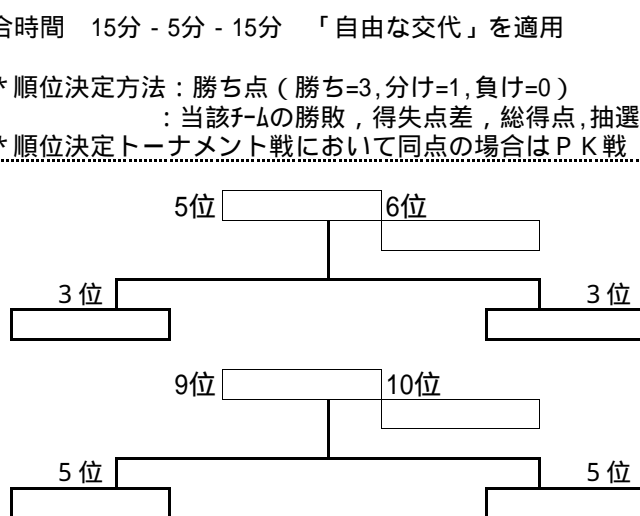 合時間　15分 - 5分 - 15分　「自由な交代」を適用
* 順位決定方法：勝ち点（勝ち=3,分け=1,負け=0）
：当該ﾁｰﾑの勝敗，得失点差，総得点,抽選
* 順位決定トーナメント戦において同点の場合はＰＫ戦
5位 6位
３位 ３位
9位 10位
５位 ５位